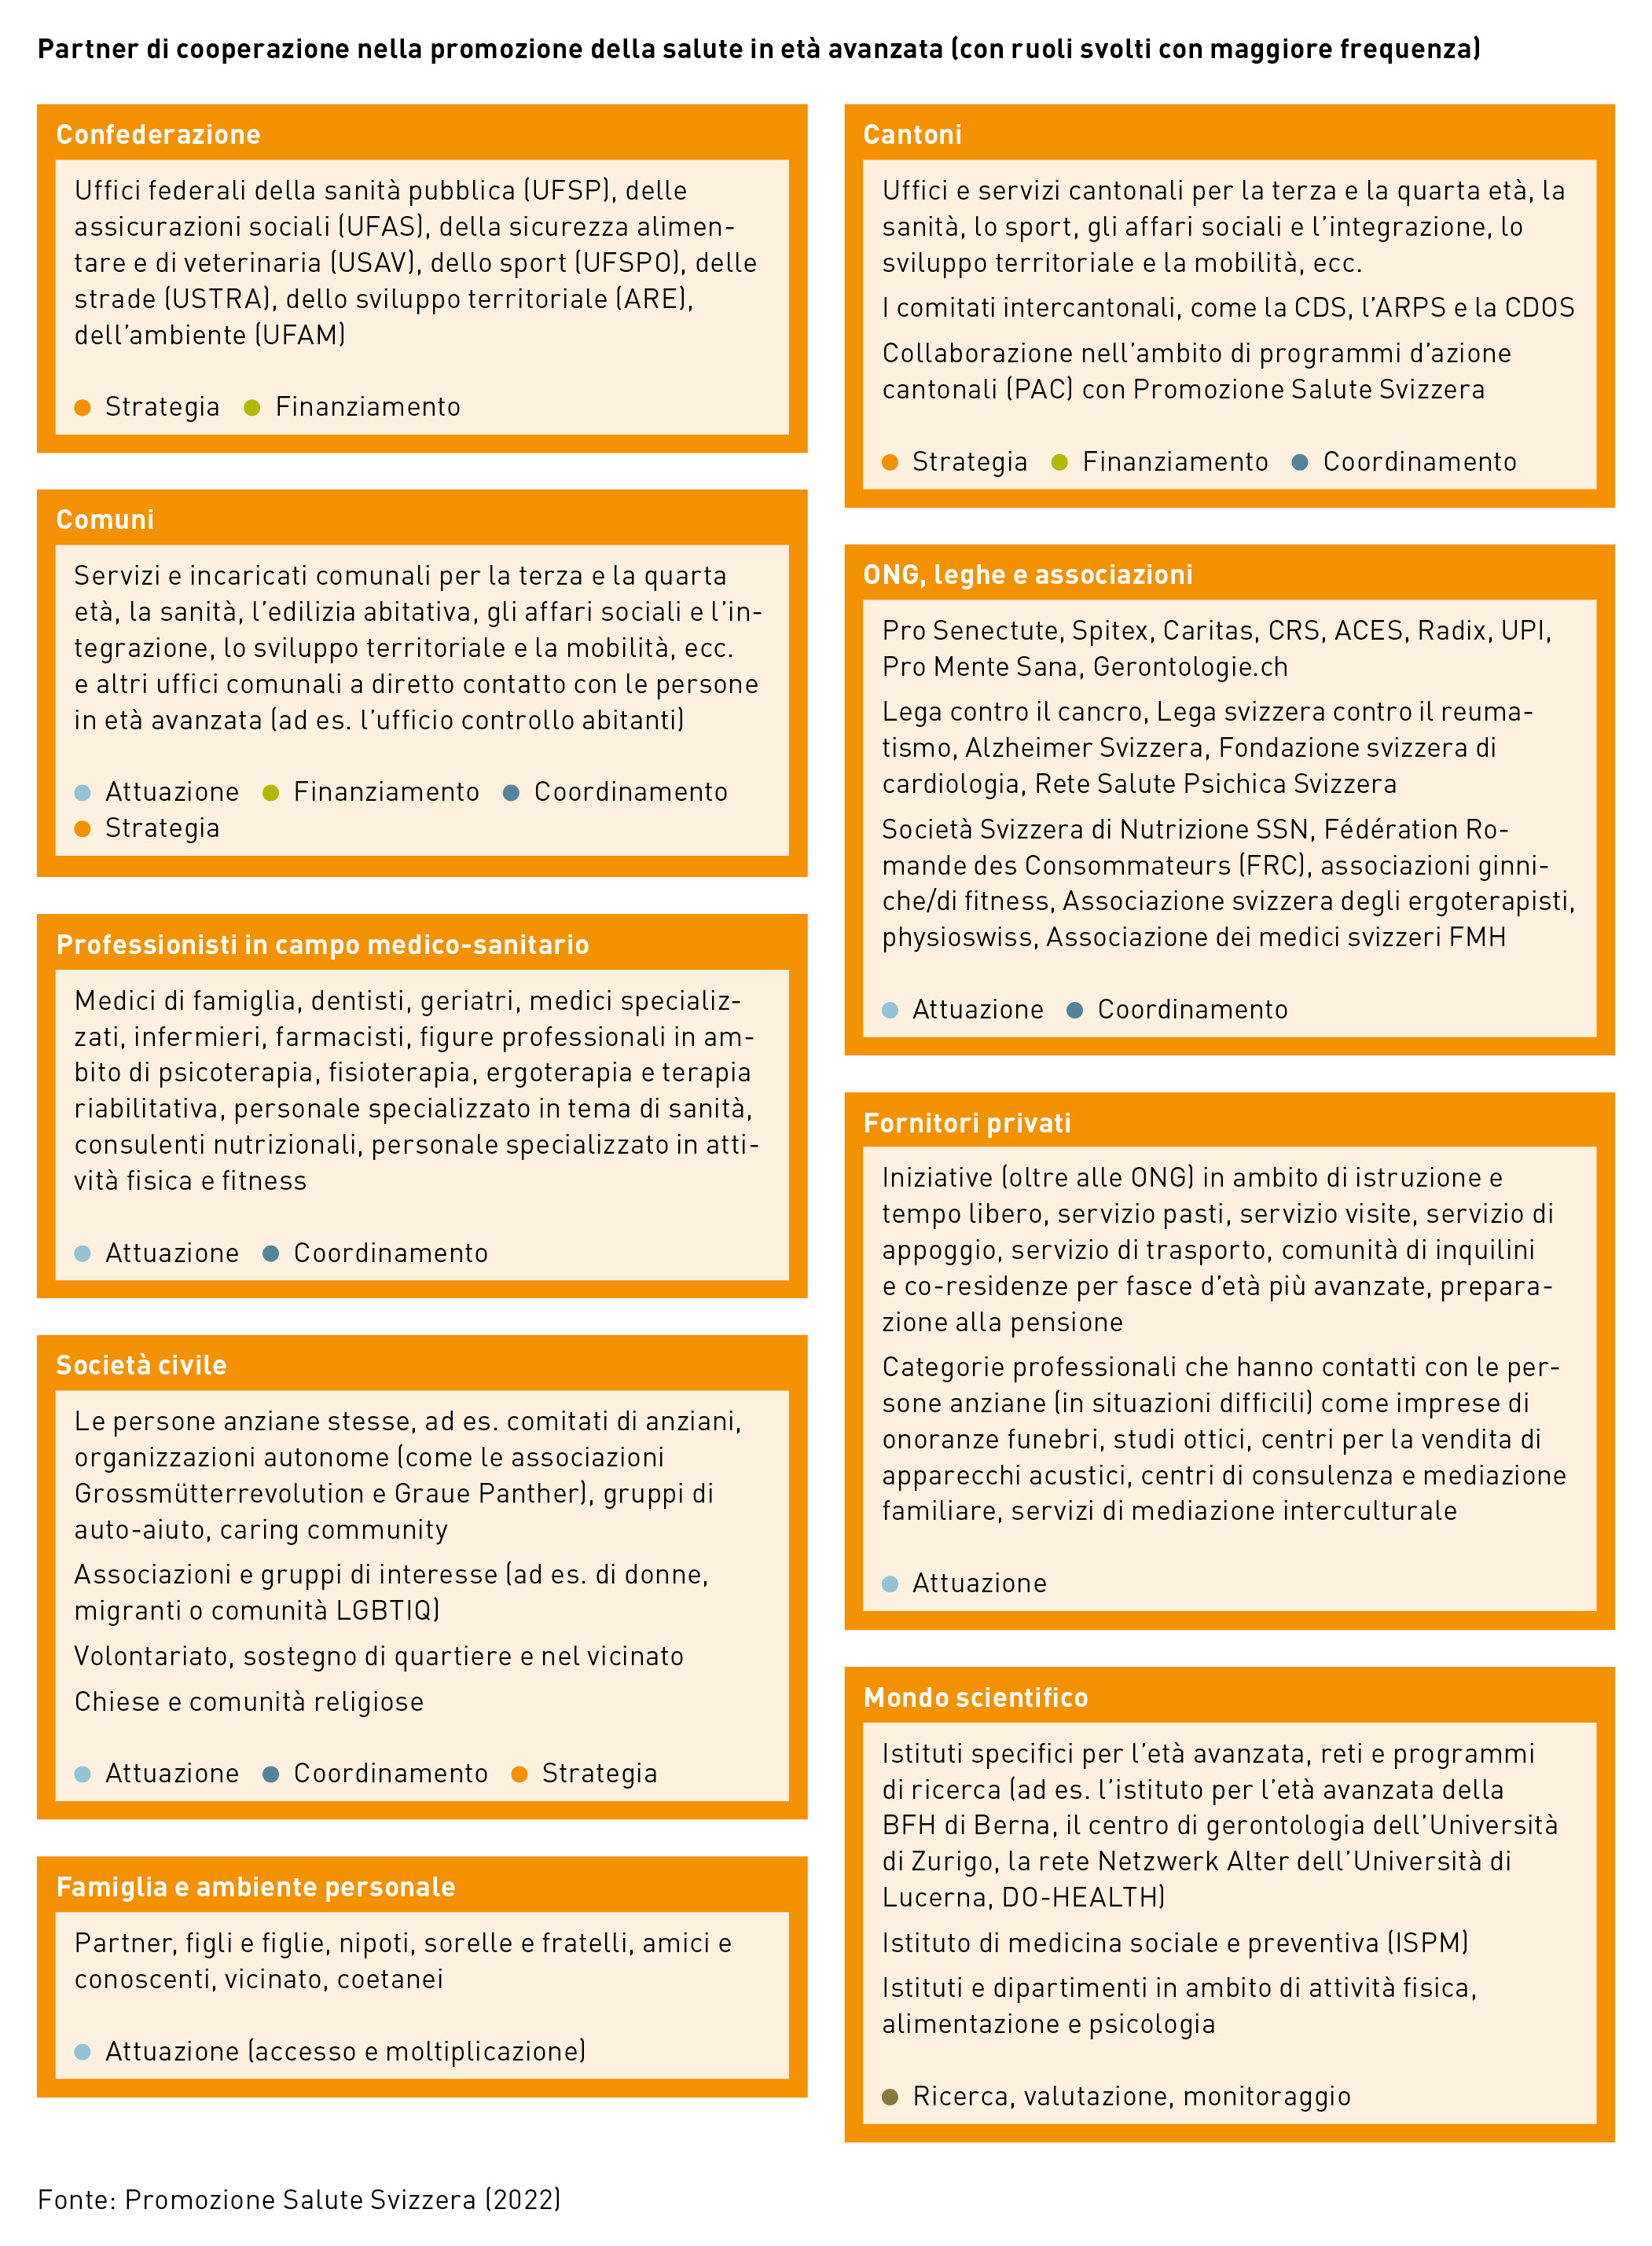 Partner di cooperazione nella promozione della salute in età avanzata (con ruoli svolti con maggiore frequenza)
Confederazione
Uffici federali della sanità pubblica (UFSP), delle
assicurazioni sociali (UFAS), della sicurezza alimen-
tare e di veterinaria (USAV), dello sport (UFSPO), delle
strade (USTRA), dello sviluppo territoriale (ARE),
dell’ambiente (UFAM)
Strategia Finanziamento
Comuni
Servizi e incaricati comunali per la terza e la quarta
età, la sanità, l’edilizia abitativa, gli affari sociali e l’in-
tegrazione, lo sviluppo territoriale e la mobilità, ecc.
e altri uffici comunali a diretto contatto con le persone
in età avanzata (ad es. l’ufficio controllo abitanti)
Attuazione Finanziamento Coordinamento
Strategia
Professionisti in campo medico-sanitario
Medici di famiglia, dentisti, geriatri, medici specializ-
zati, infermieri, farmacisti, figure professionali in am-
bito di psicoterapia, fisioterapia, ergoterapia e terapia
riabilitativa, personale specializzato in tema di sanità,
consulenti nutrizionali, personale specializzato in atti-
vità fisica e fitness
Attuazione Coordinamento
Società civile
Le persone anziane stesse, ad es. comitati di anziani,
organizzazioni autonome (come le associazioni
Grossmütterrevolution e Graue Panther), gruppi di
auto-aiuto, caring community
Associazioni e gruppi di interesse (ad es. di donne,
migranti o comunità LGBTIQ)
Volontariato, sostegno di quartiere e nel vicinato
Chiese e comunità religiose
Attuazione Coordinamento Strategia
Famiglia e ambiente personale
Partner, figli e figlie, nipoti, sorelle e fratelli, amici e
conoscenti, vicinato, coetanei
Attuazione (accesso e moltiplicazione)
Cantoni
Uffici e servizi cantonali per la terza e la quarta età, la
sanità, lo sport, gli affari sociali e l’integrazione, lo
sviluppo territoriale e la mobilità, ecc.
I comitati intercantonali, come la CDS, l’ARPS e la CDOS
Collaborazione nell’ambito di programmi d’azione
cantonali (PAC) con Promozione Salute Svizzera
Strategia Finanziamento Coordinamento
ONG, leghe e associazioni
Pro Senectute, Spitex, Caritas, CRS, ACES, Radix, UPI,
Pro Mente Sana, Gerontologie.ch
Lega contro il cancro, Lega svizzera contro il reuma-
tismo, Alzheimer Svizzera, Fondazione svizzera di
cardiologia, Rete Salute Psichica Svizzera
Società Svizzera di Nutrizione SSN, Fédération Ro-
mande des Consommateurs (FRC), associazioni ginni-
che/di fitness, Associazione svizzera degli ergoterapisti,
physioswiss, Associazione dei medici svizzeri FMH
Attuazione Coordinamento
Fornitori privati
Iniziative (oltre alle ONG) in ambito di istruzione e
tempo libero, servizio pasti, servizio visite, servizio di
appoggio, servizio di trasporto, comunità di inquilini
e co-residenze per fasce d’età più avanzate, prepara-
zione alla pensione
Categorie professionali che hanno contatti con le per-
sone anziane (in situazioni difficili) come imprese di
onoranze funebri, studi ottici, centri per la vendita di
apparecchi acustici, centri di consulenza e mediazione
familiare, servizi di mediazione interculturale
Attuazione
Mondo scientifico
Istituti specifici per l’età avanzata, reti e programmi
di ricerca (ad es. l’istituto per l’età avanzata della
BFH di Berna, il centro di gerontologia dell’Università
di Zurigo, la rete Netzwerk Alter dell’Università di
Lucerna, DO-HEALTH)
Istituto di medicina sociale e preventiva (ISPM)
Istituti e dipartimenti in ambito di attività fisica,
alimentazione e psicologia
Ricerca, valutazione, monitoraggio
Fonte: Promozione Salute Svizzera (2022)